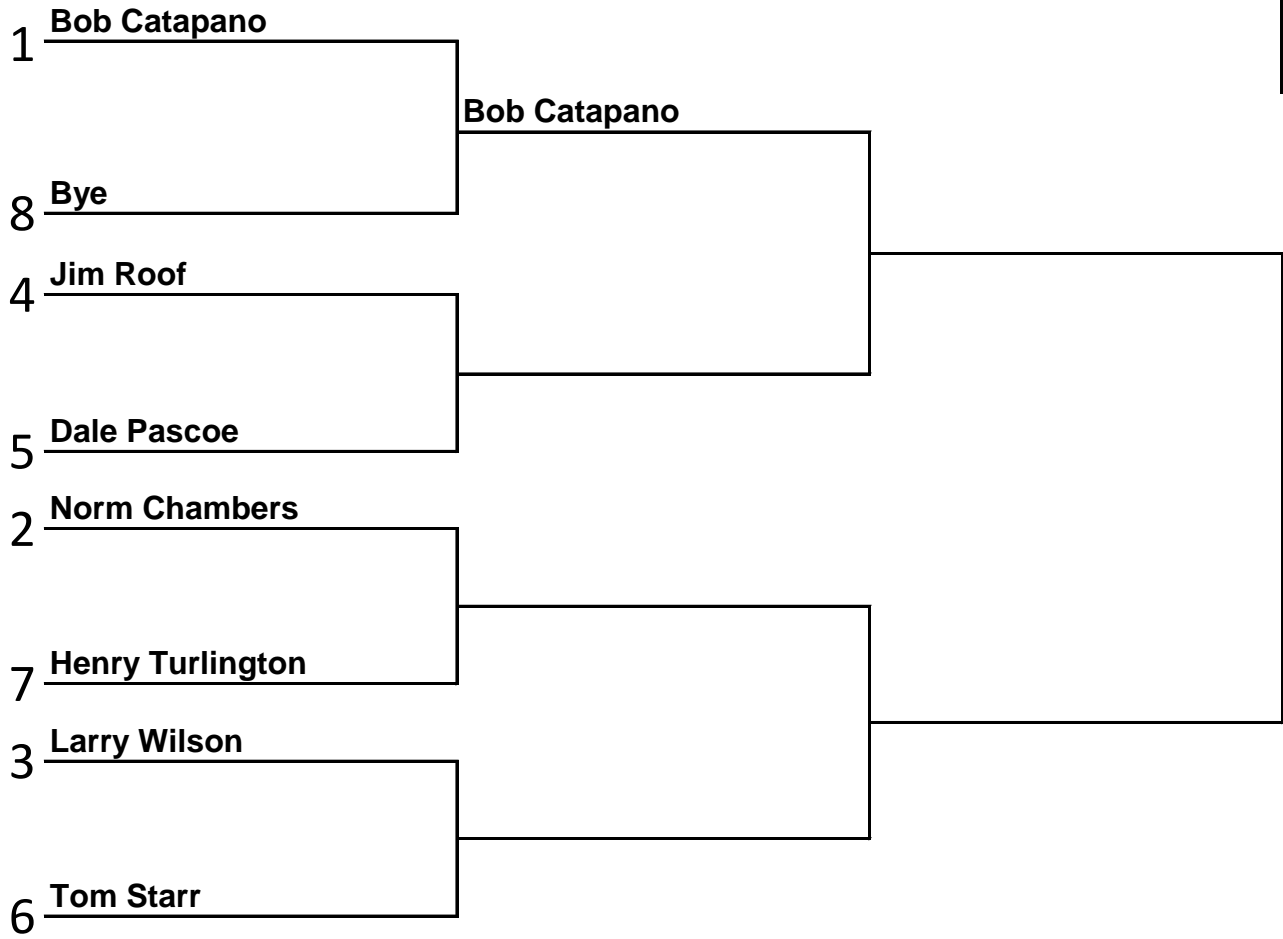 Bob Catapano
1
Bob Catapano
Bye
8
Jim Roof
4
Dale Pascoe
5
Norm Chambers
2
Henry Turlington
7
Larry Wilson
3
Tom Starr
6